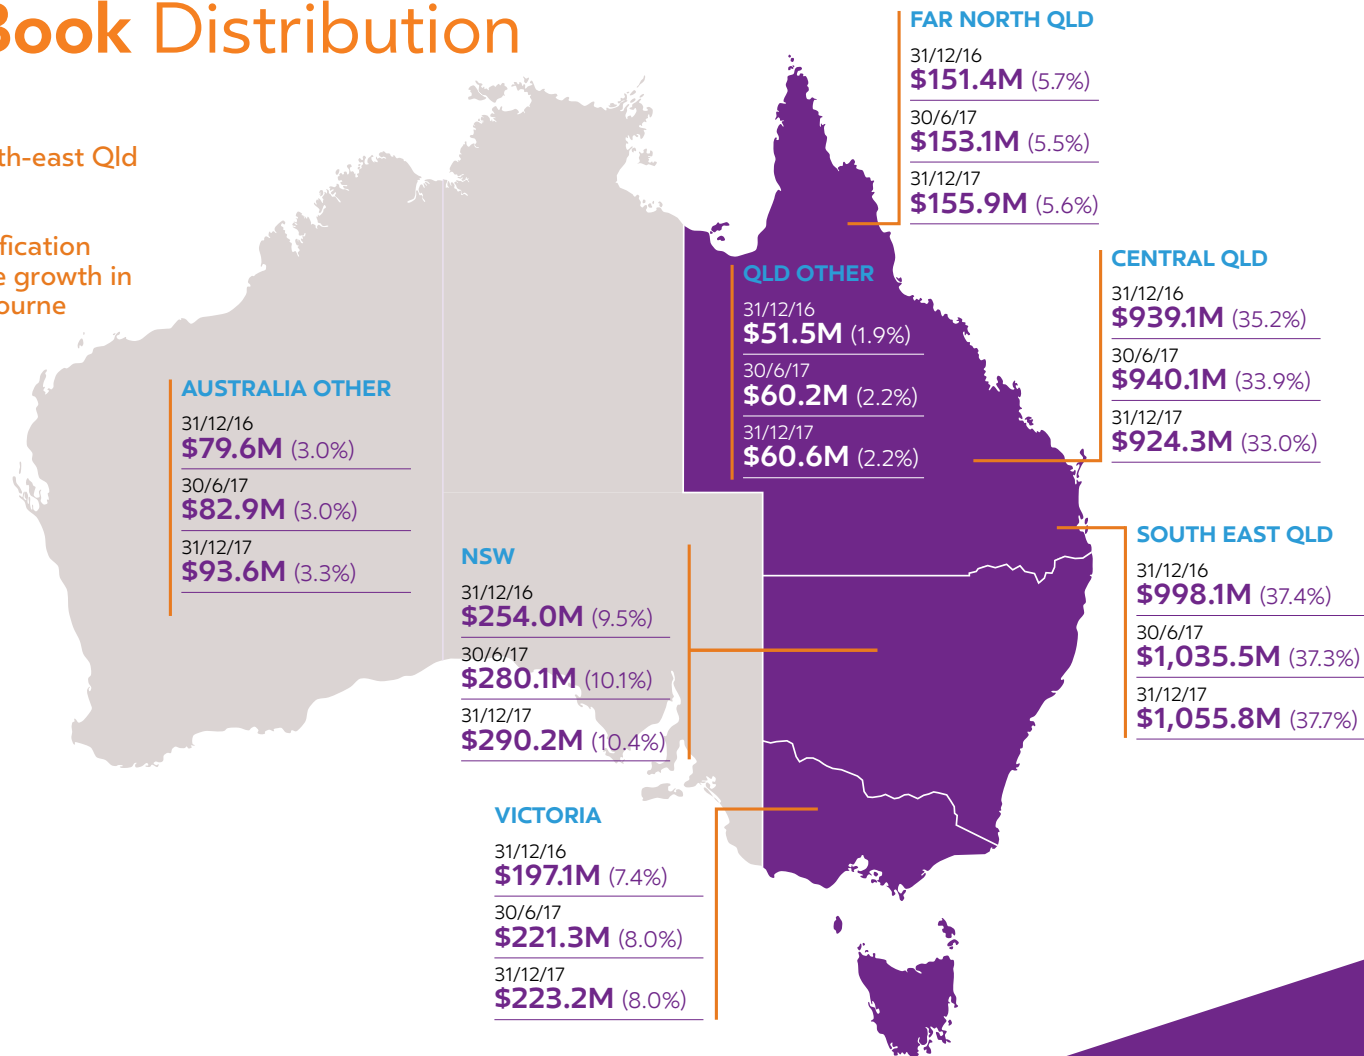 Book Distribution
th-east Qld
fication
e growth in
ourne
FAR NORTH QLD
31/12/16
$151.4M (5.7%)
30/6/17
$153.1M (5.5%)
31/12/17
$155.9M (5.6%)
CENTRAL QLD
31/12/16
$939.1M (35.2%)
30/6/17
$940.1M (33.9%)
31/12/17
$924.3M (33.0%)
QLD OTHER
31/12/16
$51.5M (1.9%)
30/6/17
$60.2M (2.2%)
31/12/17
$60.6M (2.2%)
AUSTRALIA OTHER
31/12/16
$79.6M (3.0%)
30/6/17
$82.9M (3.0%)
31/12/17
$93.6M (3.3%)
SOUTH EAST QLD
31/12/16
$998.1M (37.4%)
30/6/17
$1,035.5M (37.3%)
31/12/17
$1,055.8M (37.7%)
NSW
31/12/16
$254.0M (9.5%)
30/6/17
$280.1M (10.1%)
31/12/17
$290.2M (10.4%)
VICTORIA
31/12/16
$197.1M (7.4%)
30/6/17
$221.3M (8.0%)
31/12/17
$223.2M (8.0%)